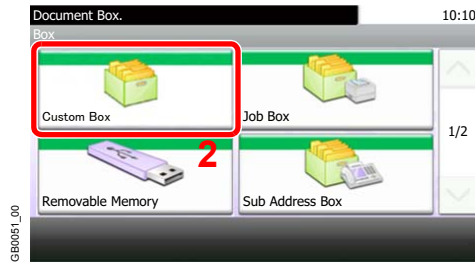 Document Box.
10:10
Box
Custom Box
Job Box
1/2
2
Removable Memory
Sub Address Box
GB0051_00